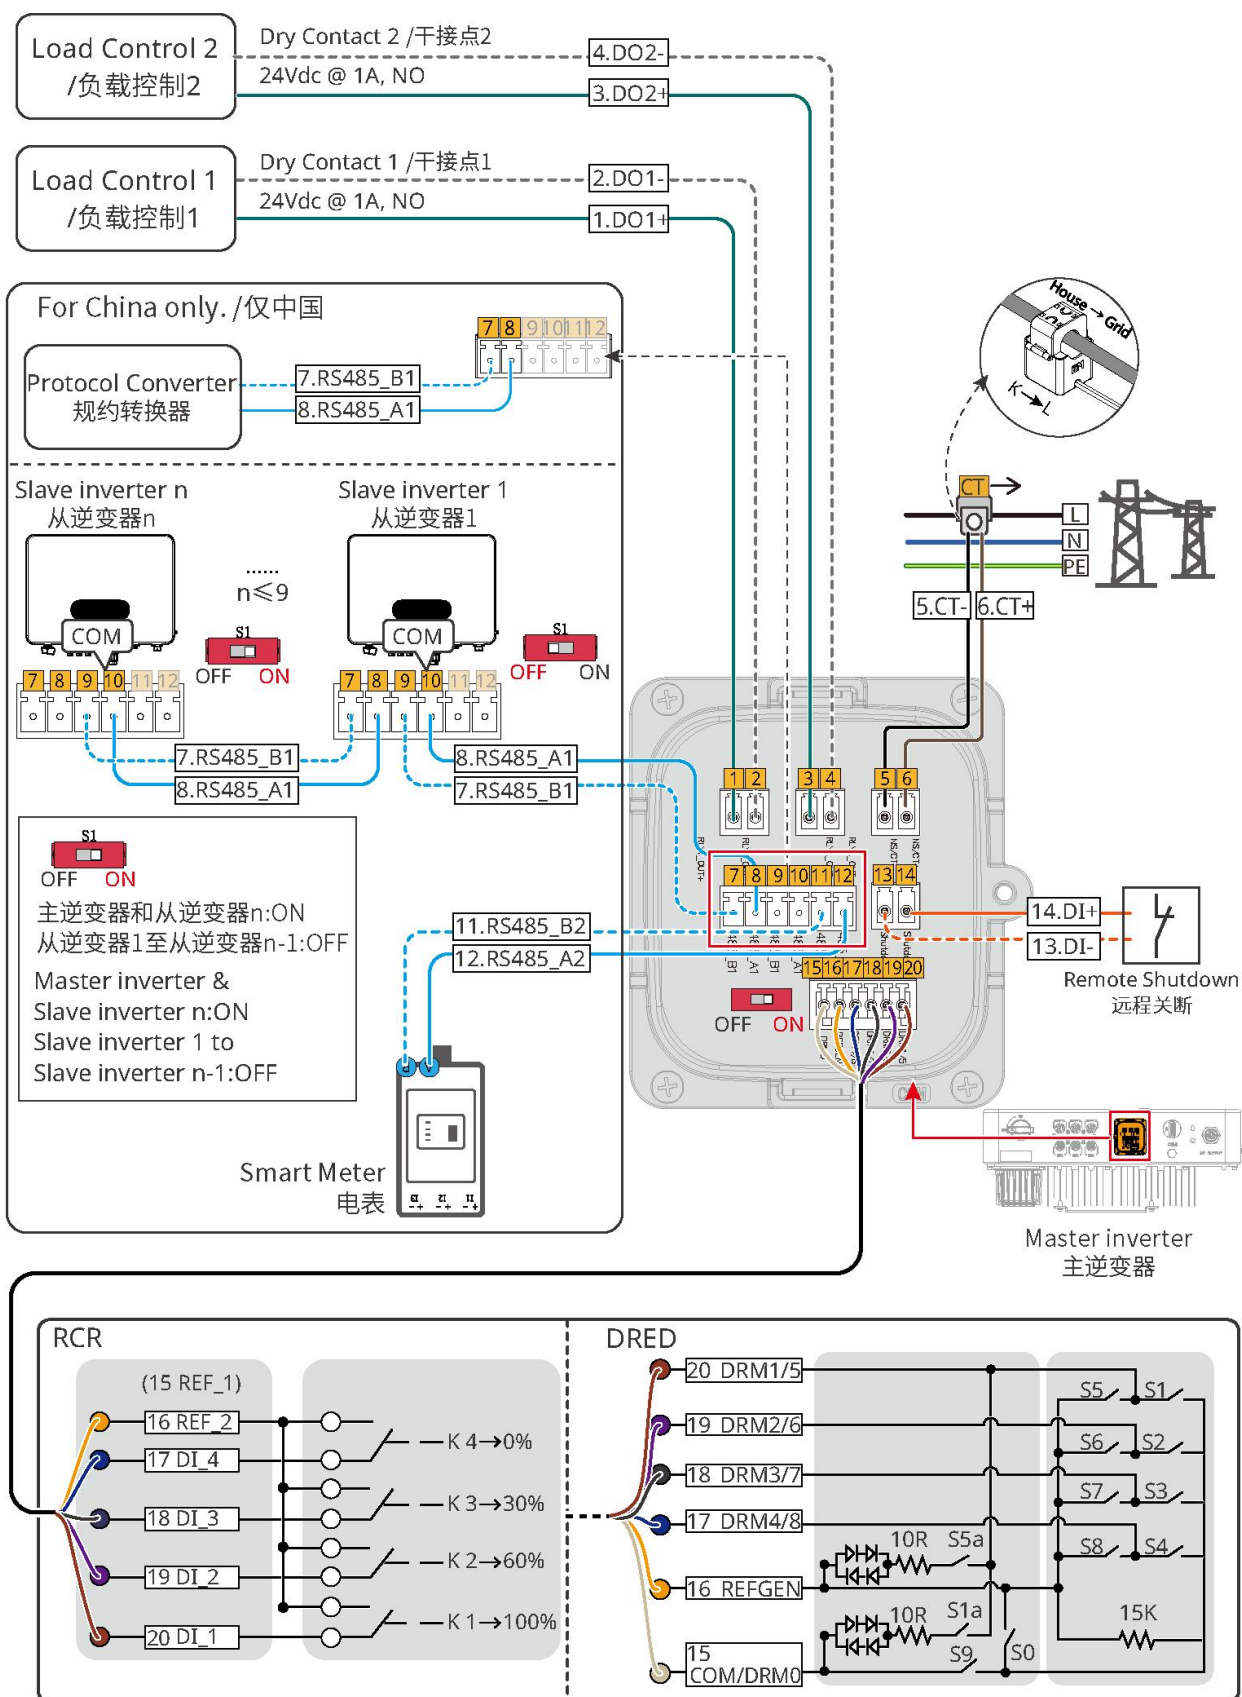 Load Control 2
/负载控制2
Dry Contact 2 /干接点2
24Vdc @ 1A, NO
4.DO2-
3.DO2+
Load Control 1
/负载控制1
Dry Contact 1 /干接点1
24Vdc @ 1A, NO
2.DO1-
1.DO1+
For China only. /仅中国
7 8 9 10 11 12
Protocol Converter
规约转换器
7.RS485_B1
8.RS485_A1
House → Grid
K→L
CT
L
N
PE
5.CT-
6.CT+
Slave inverter n
从逆变器n
Slave inverter 1
从逆变器1
......
n≤9
COM
S1
OFF ON
COM
S1
OFF ON
7 8 9 10 11 12
7 8 9 10 11 12
7.RS485_B1
8.RS485_A1
8.RS485_A1
7.RS485_B1
S1
OFF ON
主逆变器和从逆变器n:ON
从逆变器1至从逆变器n-1:OFF
Master inverter &
Slave inverter n:ON
Slave inverter 1 to
Slave inverter n-1:OFF
11.RS485_B2
12.RS485_A2
Smart Meter
电表
1 2
3 4
5 6
7 8 9 10 11 12
13 14
15 16 17 18 19 20
OFF ON
14.DI+
13.DI-
Remote Shutdown
远程关断
Master inverter
主逆变器
RCR
(15 REF_1)
16 REF_2
17 DI_4
18 DI_3
19 DI_2
20 DI_1
K 4→0%
K 3→30%
K 2→60%
K 1→100%
DRED
20 DRM1/5
19 DRM2/6
18 DRM3/7
17 DRM4/8
16 REFGEN
15
COM/DRM0
10R S5a
10R S1a
S9
S0
S5 S1
S6 S2
S7 S3
S8 S4
15K